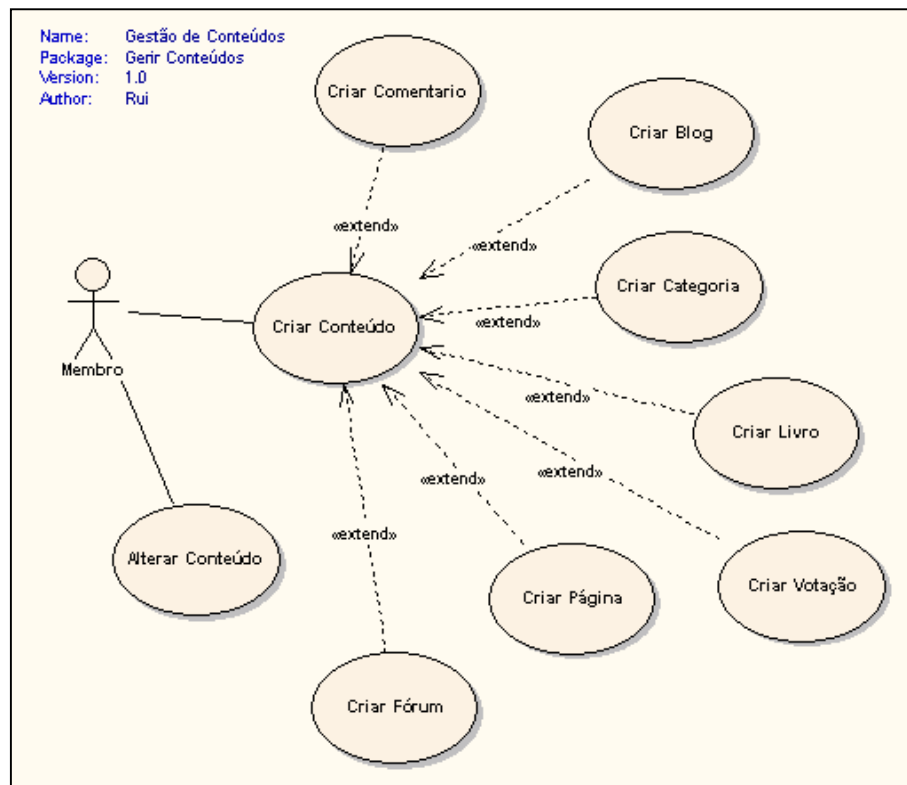 Name: Gestão de Conteúdos
Package: Gerir Conteúdos
Version: 1.0
Author: Rui
Criar Comentario
Criar Blog
«extend»
«extend»
Criar Categoria
«extend»
Membro
Criar Conteúdo
«extend»
Criar Livro
«extend»
«extend»
«extend»
Alterar Conteúdo
Criar Página
Criar Votação
Criar Fórum